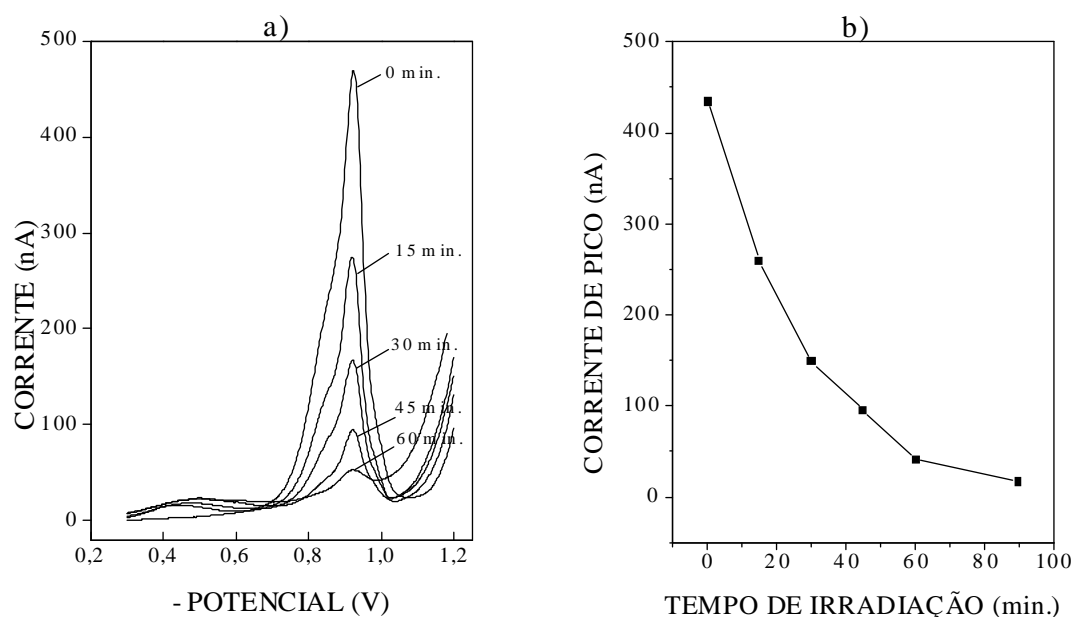 a)
500
400
300
200
100
0
0,2 0,4 0,6 0,8 1,0 1,2
CORRENTE (nA)
- POTENCIAL (V)
0 min.
15 min.
30 min.
45 min.
60 min.
b)
500
400
300
200
100
0
0 20 40 60 80 100
CORRENTE DE PICO (nA)
TEMPO DE IRRADIAÇÃO (min.)